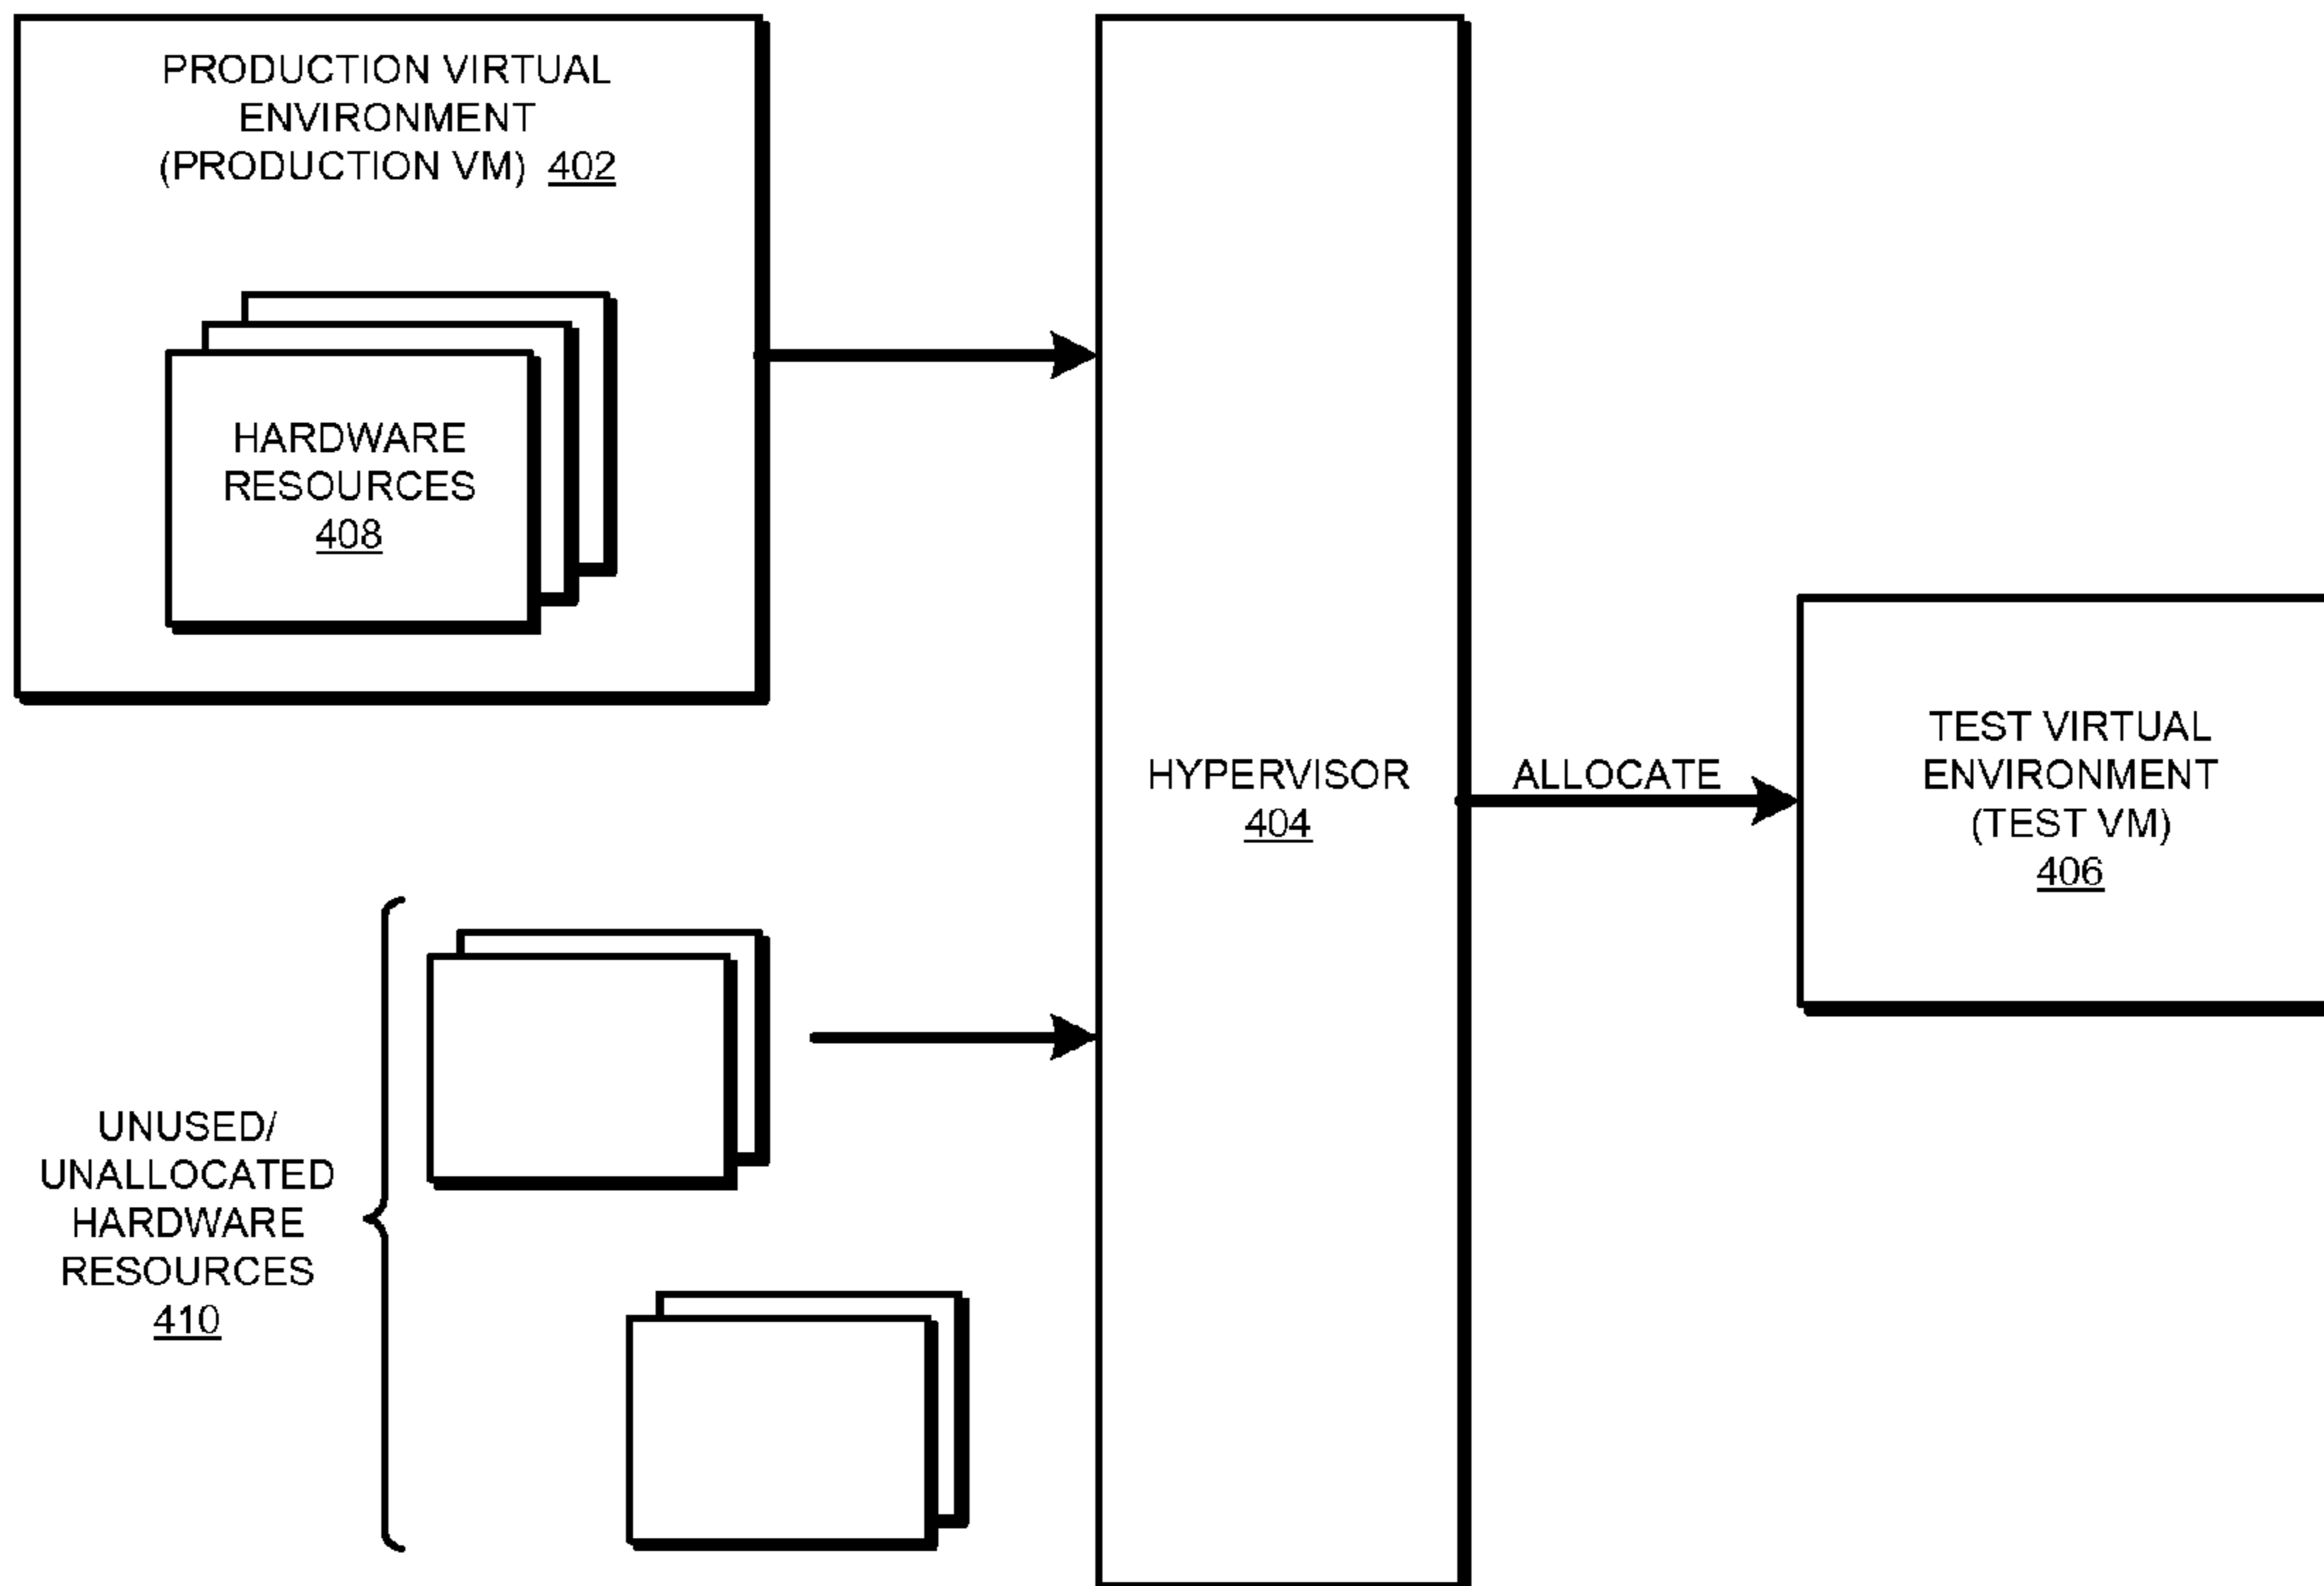 PRODUCTION VIRTUAL
ENVIRONMENT
(PRODUCTION VM) 402
HARDWARE
RESOURCES
408
HYPERVISOR
404
ALLOCATE
TEST VIRTUAL
ENVIRONMENT
(TEST VM)
406
UNUSED/
UNALLOCATED
HARDWARE
RESOURCES
410